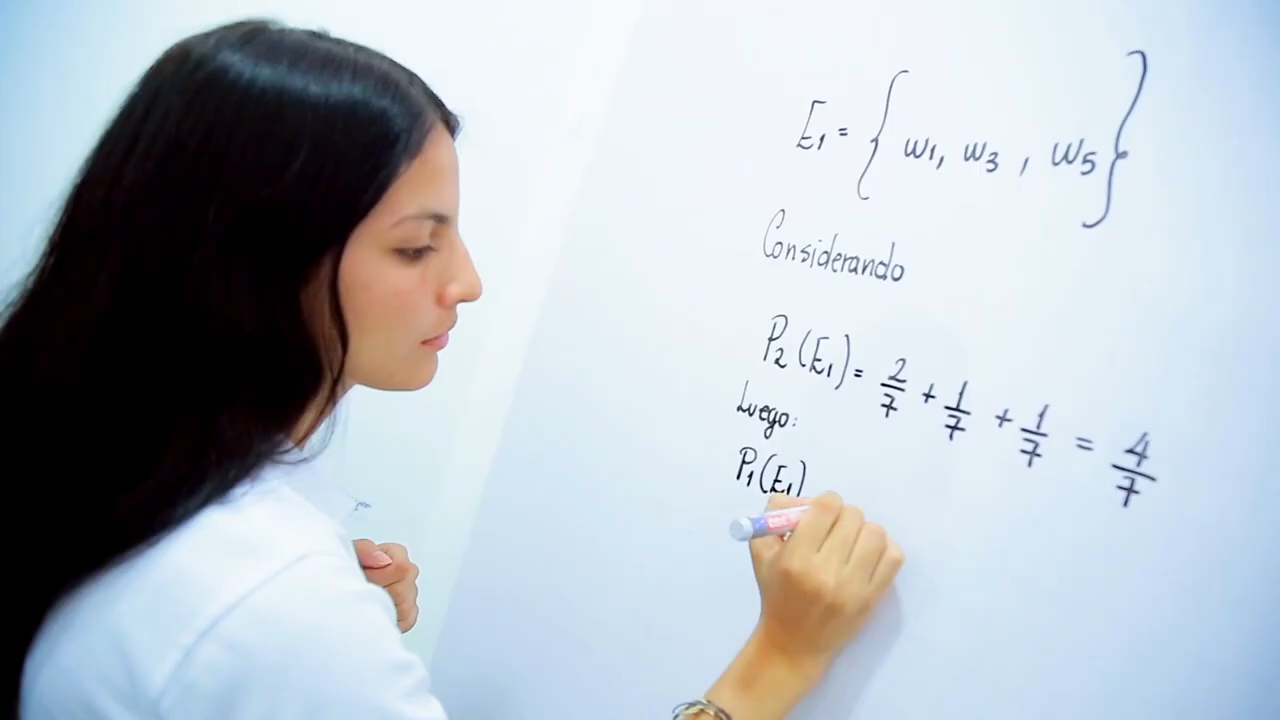 E1 = { w1, w3, w5 }
Considerando
P2 (E1) = 2/7 + 1/7 + 1/7 = 4/7
Luego:
P1 (E1)